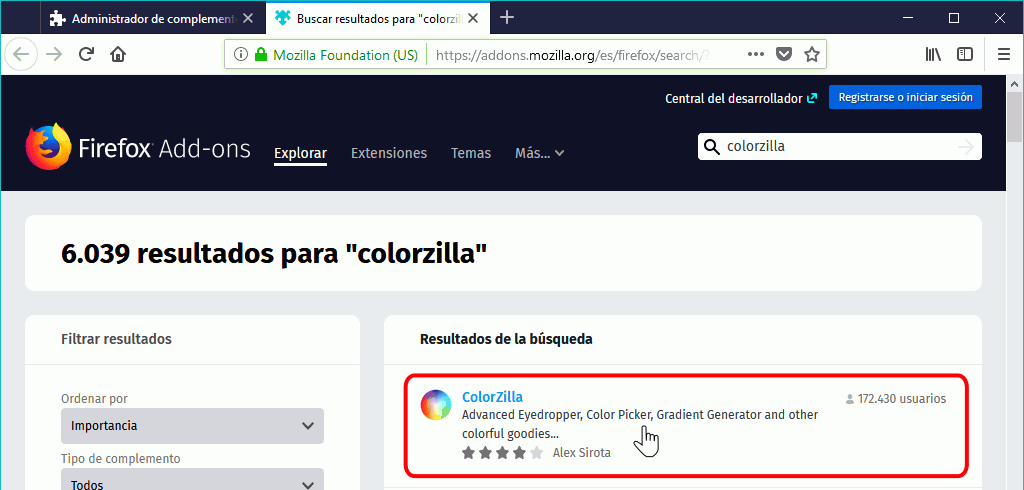 Administrador de complement
Buscar resultados para "colorzill
Mozilla Foundation (US)
https://addons.mozilla.org/es/firefox/search/?
Central del desarrollador
Registrarse o iniciar sesión
Firefox Add-ons
Explorar
Extensiones
Temas
Más...
colorzilla
6.039 resultados para "colorzilla"
Filtrar resultados
Ordenar por
Importancia
Tipo de complemento
Todos
Resultados de la búsqueda
ColorZilla
172.430 usuarios
Advanced Eyedropper, Color Picker, Gradient Generator and other
colorful goodies...
Alex Sirota